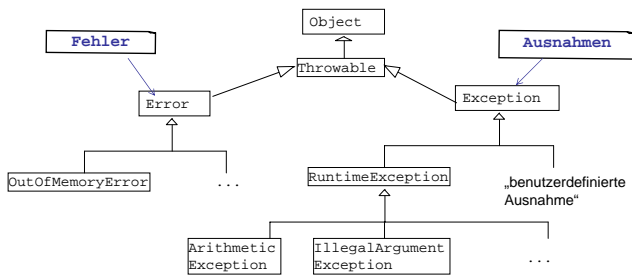 Object
Fehler
Ausnahmen
Throwable
Error
Exception
OutOfMemoryError
...
RuntimeException
„benutzerdefinierte
Ausnahme“
Arithmetic
Exception
IllegalArgument
Exception
...